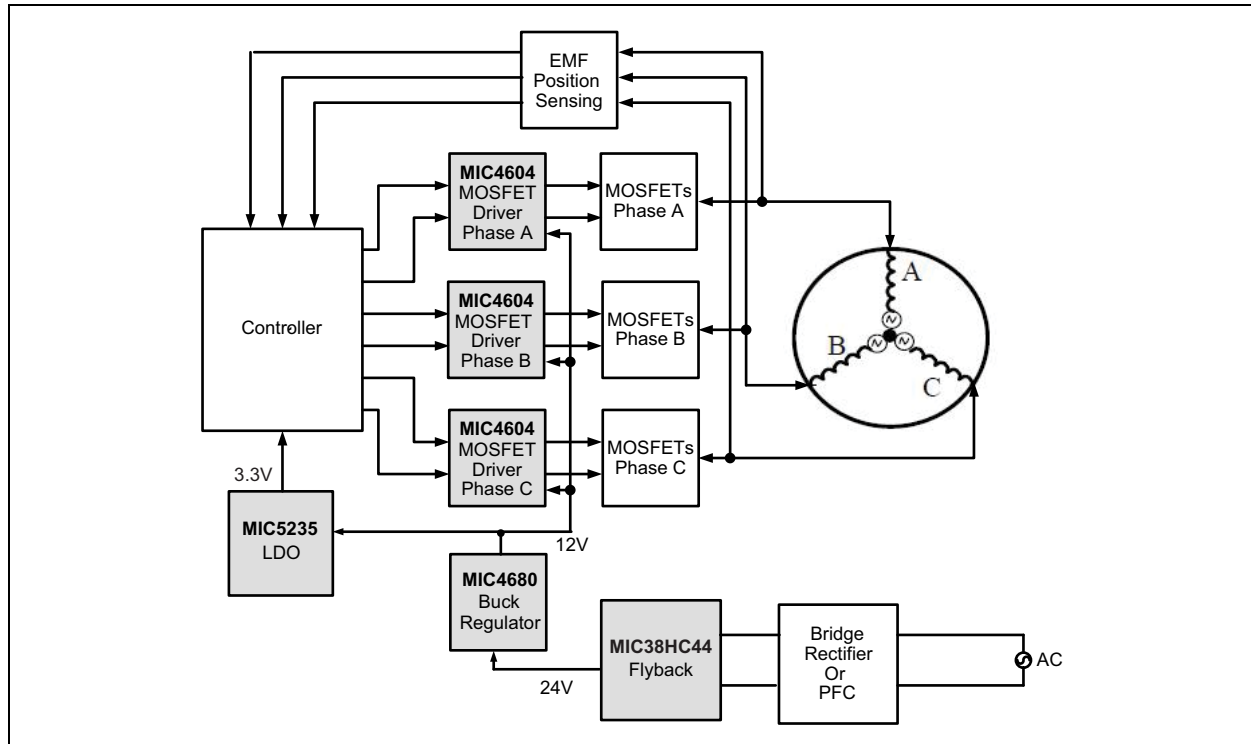 EMF
Position
Sensing
MIC4604
MOSFET
Driver
Phase A
MOSFETs
Phase A
Controller
MIC4604
MOSFET
Driver
Phase B
MOSFETs
Phase B
A
B
C
MIC4604
MOSFET
Driver
Phase C
MOSFETs
Phase C
3.3V
MIC5235
LDO
12V
MIC4680
Buck
Regulator
24V
MIC38HC44
Flyback
Bridge
Rectifier
Or
PFC
AC